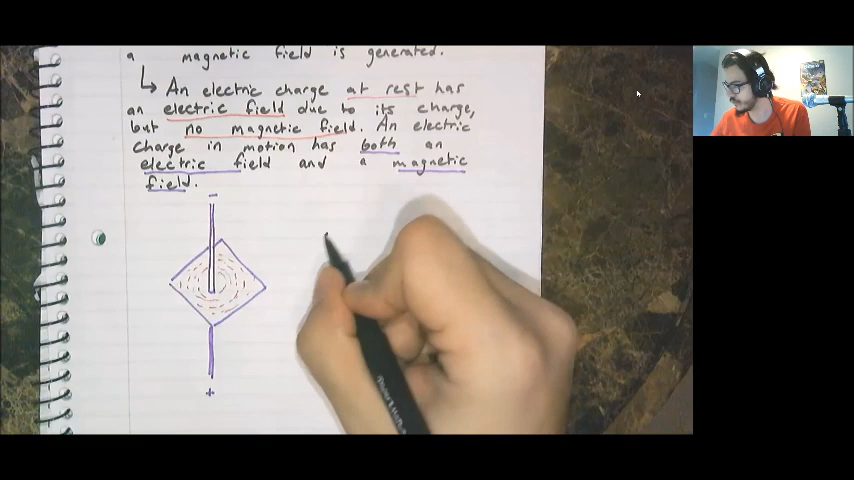 a magnetic field is generated.
↳ An electric charge at rest has
an electric field due to its charge,
but no magnetic field. An electric
charge in motion has both an
electric field and a magnetic
field.
-
+